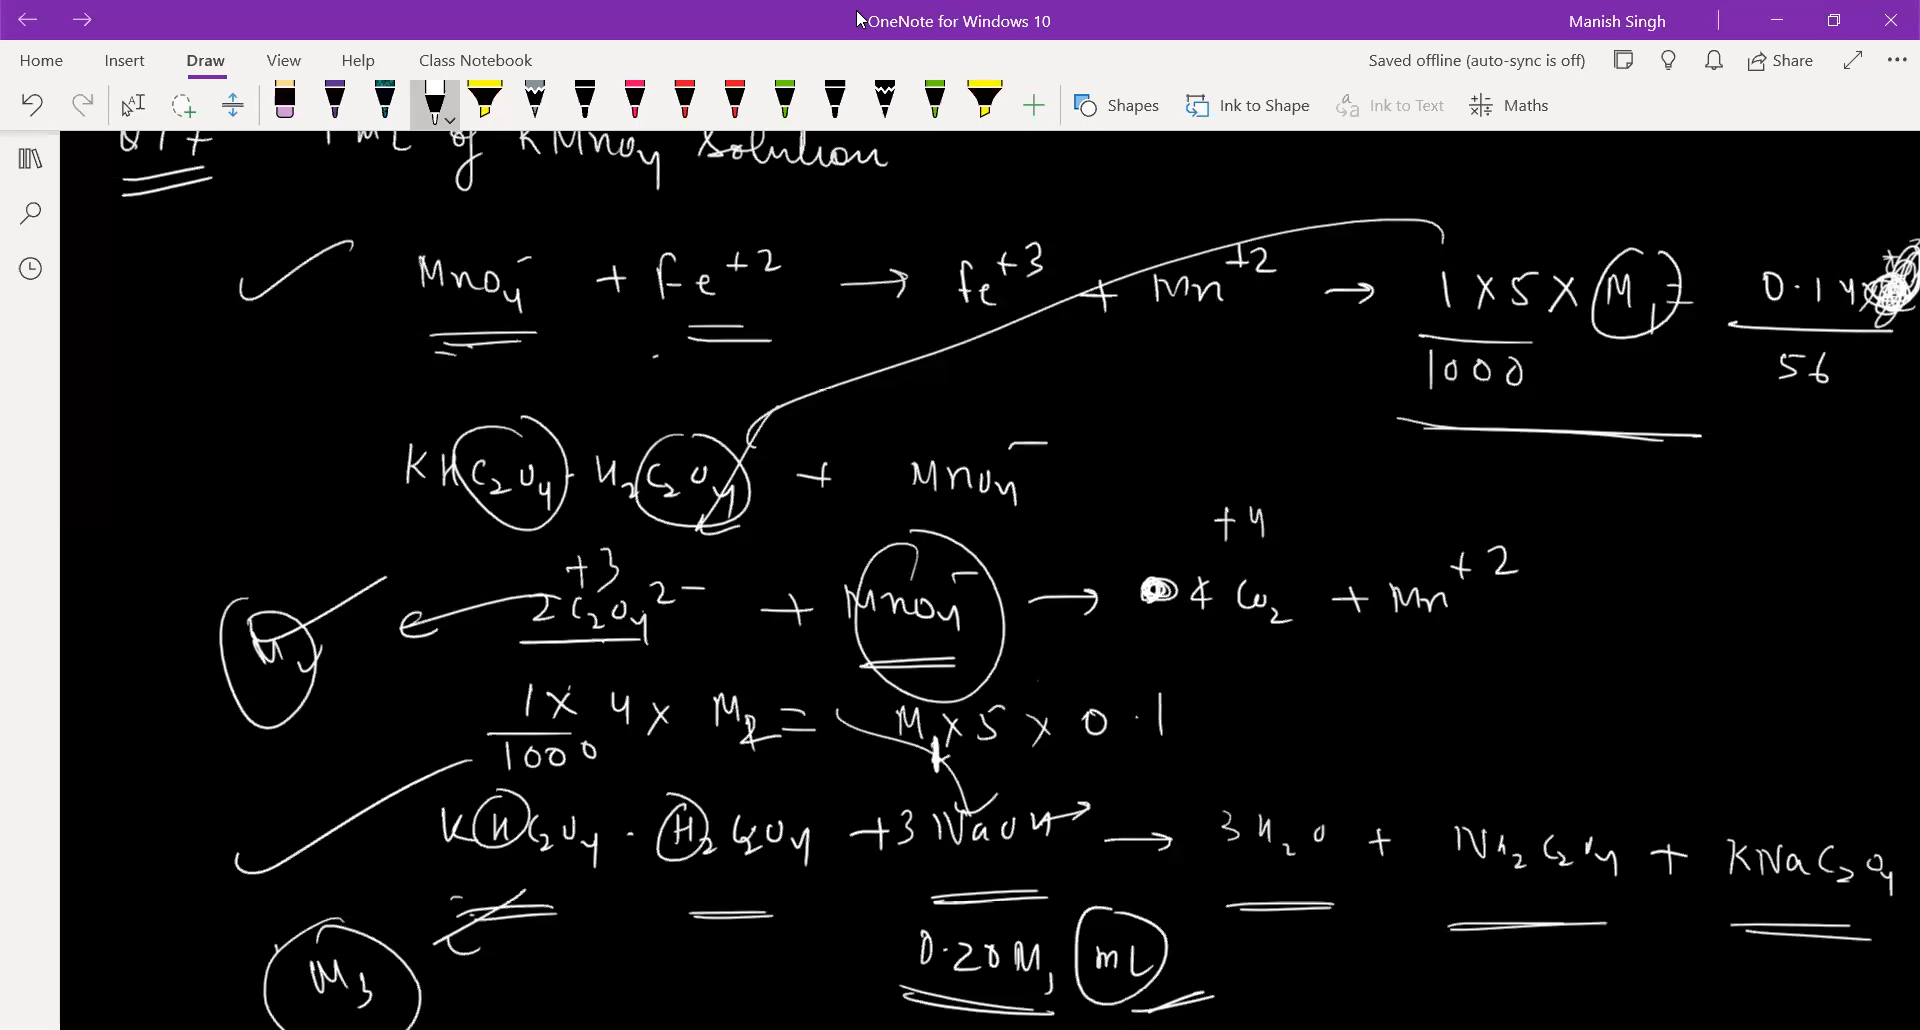 OneNote for Windows 10
Manish Singh
Home Insert Draw View Help Class Notebook
Saved offline (auto-sync is off) Share
Shapes Ink to Shape Ink to Text Maths
Q17 1 mL of KMnO4 Solution
MnO4- + Fe+2 → Fe+3 + Mn+2 → 1 × 5 × M1 = 0.14
1000 56
KHC2O4 . H2C2O4 + MnO4-
+3 +4
2C2O42- + MnO4- → 4 CO2 + Mn+2
1 × 4 × M2 = M1 × 5 × 0.1
1000
KHC2O4 . H2C2O4 + 3 NaOH → 3 H2O + Na2C2O4 + KNaC2O4
0.20 M, mL
M3